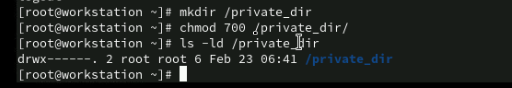 [root@workstation ~]# mkdir /private_dir
[root@workstation ~]# chmod 700 /private_dir/
[root@workstation ~]# ls -ld /private_dir
drwx------. 2 root root 6 Feb 23 06:41 /private_dir
[root@workstation ~]#